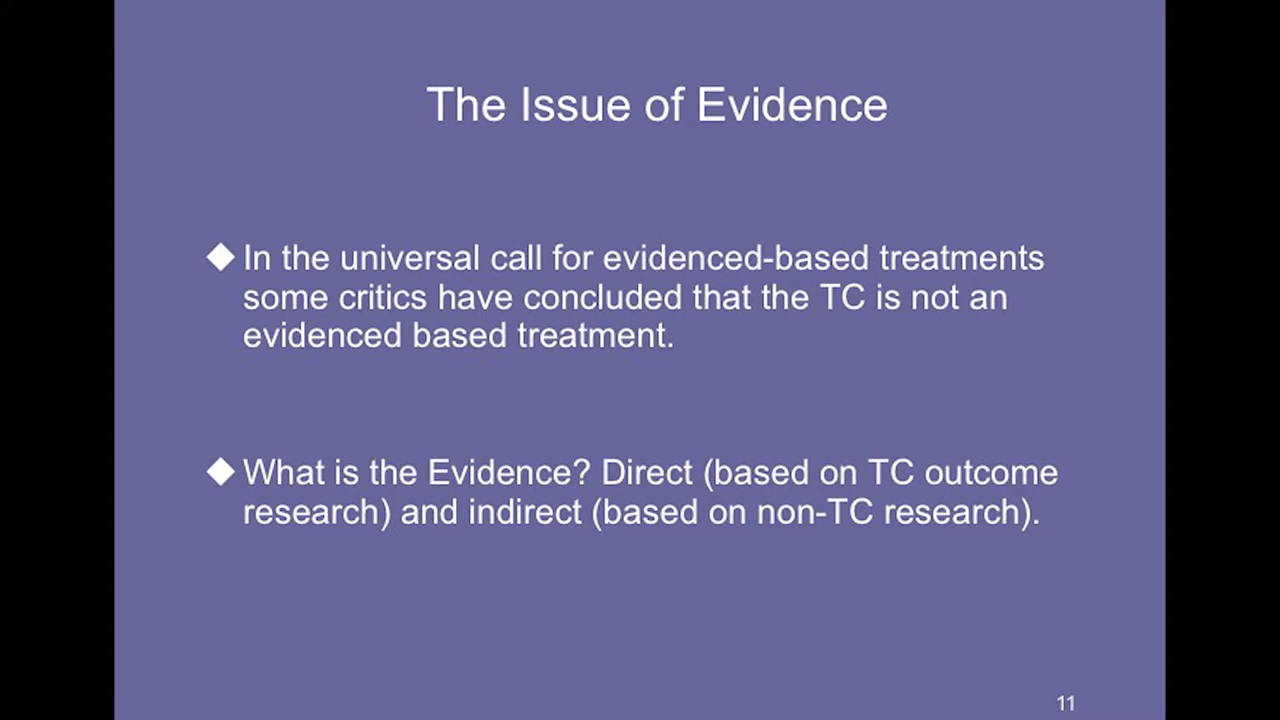 The Issue of Evidence
◆ In the universal call for evidenced-based treatments
some critics have concluded that the TC is not an
evidenced based treatment.
◆ What is the Evidence? Direct (based on TC outcome
research) and indirect (based on non-TC research).
11